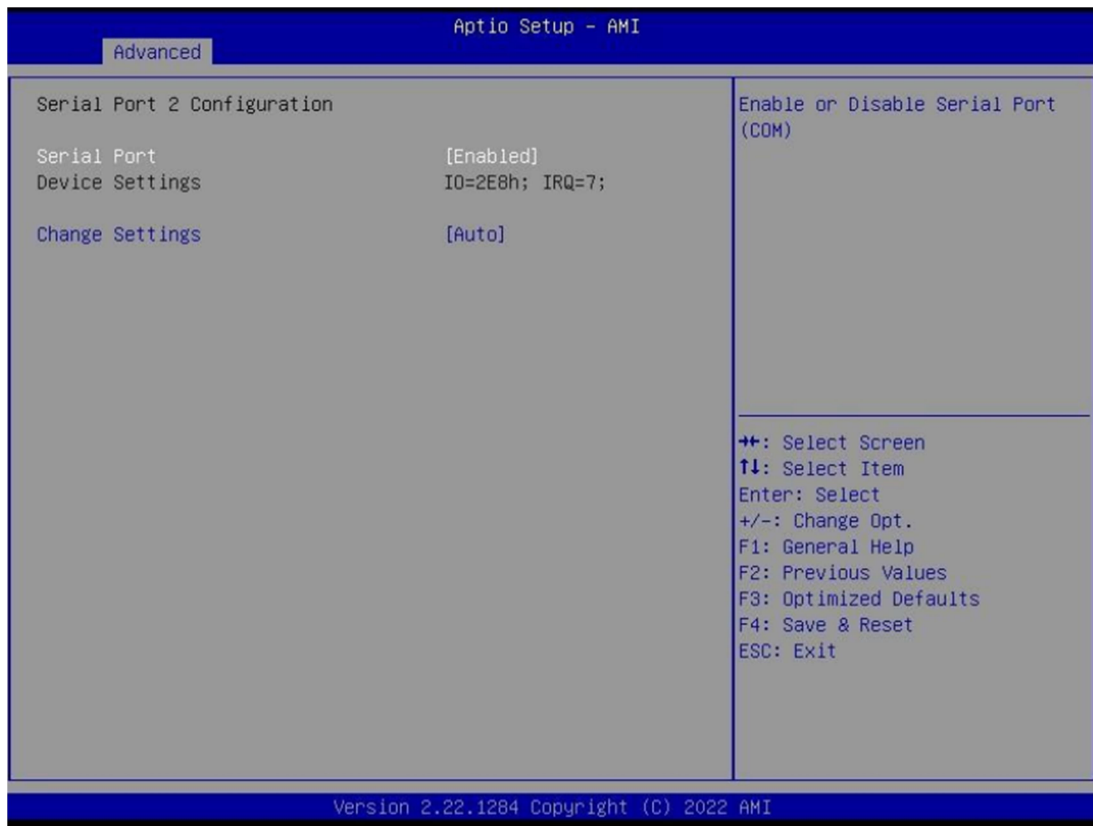 Aptio Setup - AMI
Advanced
Serial Port 2 Configuration
Serial Port [Enabled]
Device Settings IO=2E8h; IRQ=7;
Change Settings [Auto]
Enable or Disable Serial Port
(COM)
→←: Select Screen
↑↓: Select Item
Enter: Select
+/-: Change Opt.
F1: General Help
F2: Previous Values
F3: Optimized Defaults
F4: Save & Reset
ESC: Exit
Version 2.22.1284 Copyright (C) 2022 AMI